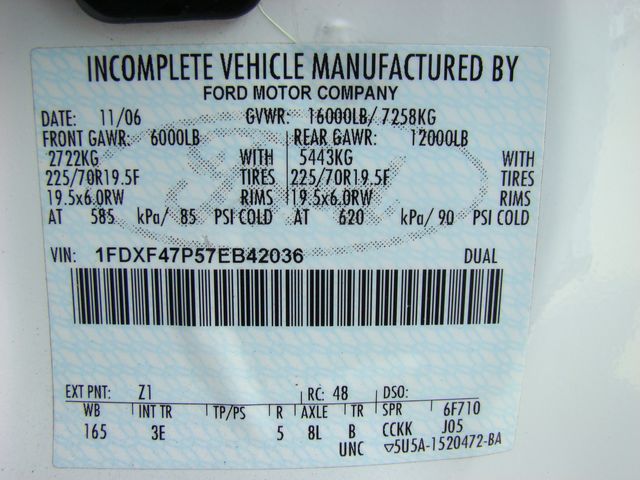 INCOMPLETE VEHICLE MANUFACTURED BY
FORD MOTOR COMPANY
DATE: 11/06 GVWR: 16000LB/ 7258KG
FRONT GAWR: 6000LB REAR GAWR: 12000LB
2722KG WITH 5443KG WITH
225/70R19.5F TIRES 225/70R19.5F TIRES
19.5x6.0RW RIMS 19.5x6.0RW RIMS
AT 585 kPa/ 85 PSI COLD AT 620 kPa/ 90 PSI COLD
VIN: 1FDXF47P57EB42036 DUAL
EXT PNT: Z1 RC: 48 DSO:
WB INT TR TP/PS R AXLE TR SPR 6F710
165 3E 5 8L B CCKK J05
UNC ▽5U5A-1520472-BA